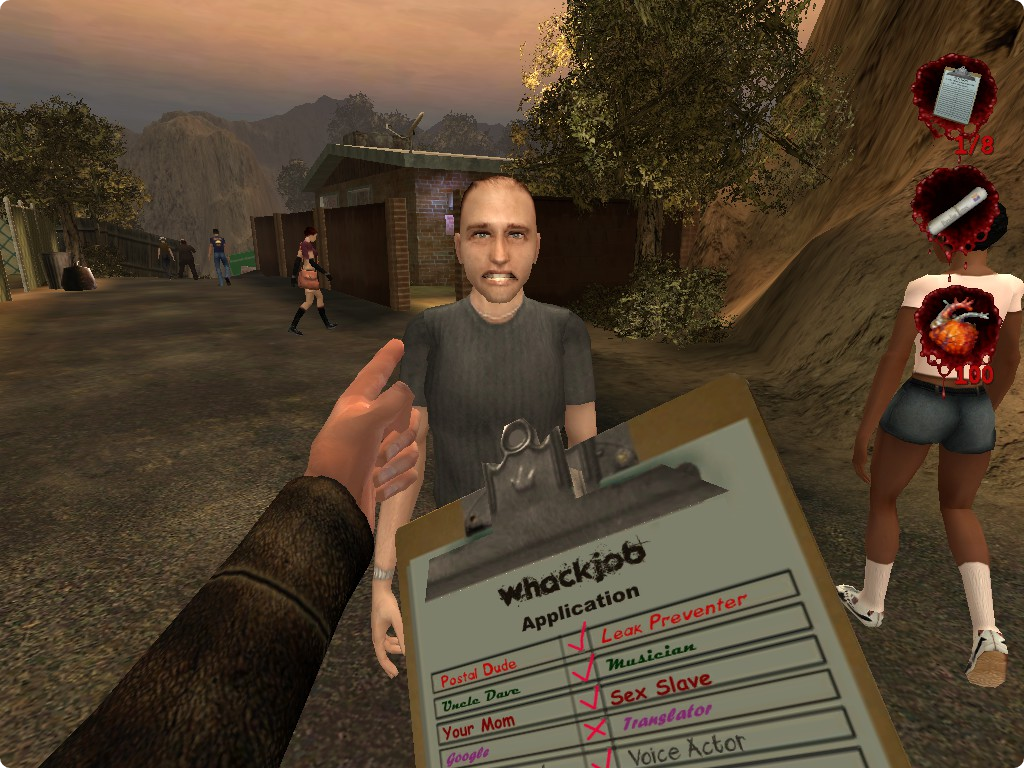 1/8
100
whackjob
Application
Postal Dude Leak Preventer
Uncle Dave Musician
Your Mom Sex Slave
Google Translator
Voice Actor